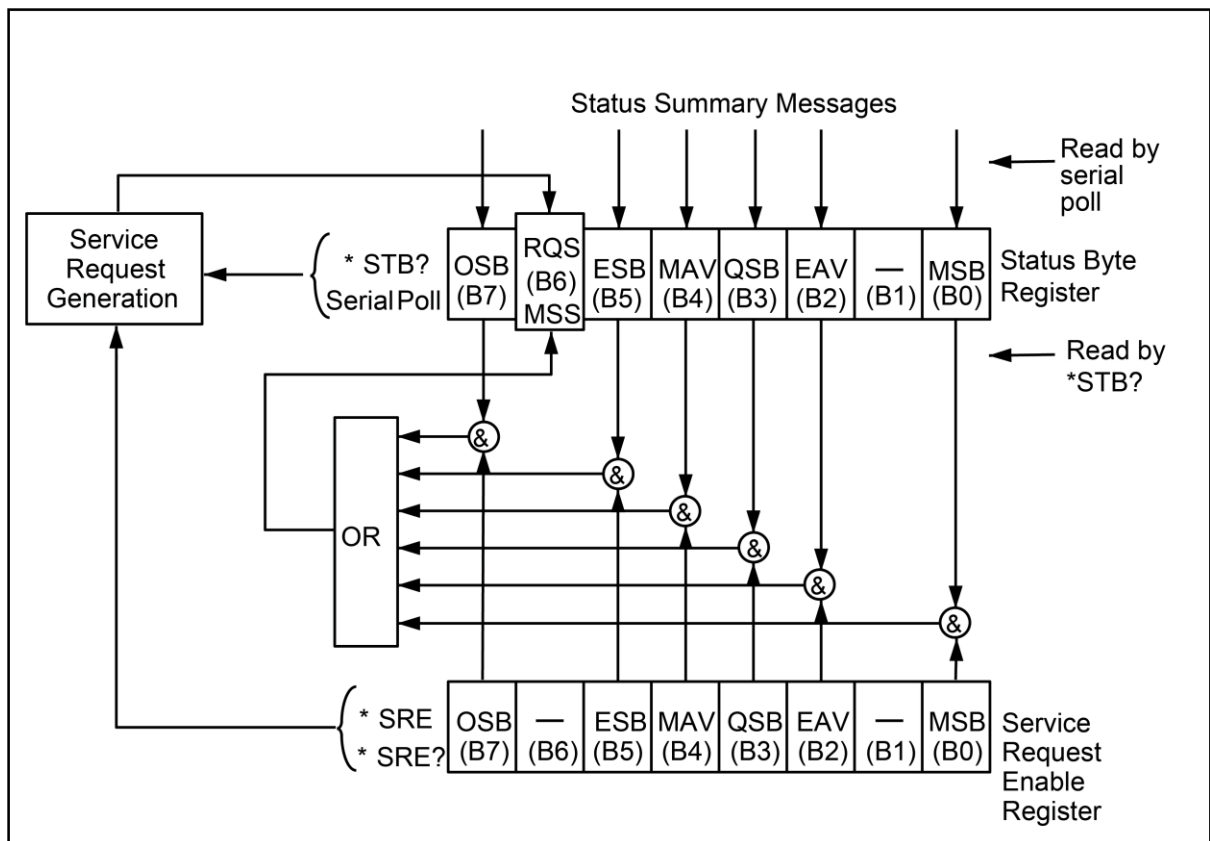 Status Summary Messages
Read by
serial
poll
Service
Request
Generation
* STB?
Serial Poll
OSB
(B7)
RQS
(B6)
MSS
ESB
(B5)
MAV
(B4)
QSB
(B3)
EAV
(B2)
—
(B1)
MSB
(B0)
Status Byte
Register
Read by
*STB?
&
&
&
&
&
&
OR
* SRE
* SRE?
OSB
(B7)
—
(B6)
ESB
(B5)
MAV
(B4)
QSB
(B3)
EAV
(B2)
—
(B1)
MSB
(B0)
Service
Request
Enable
Register